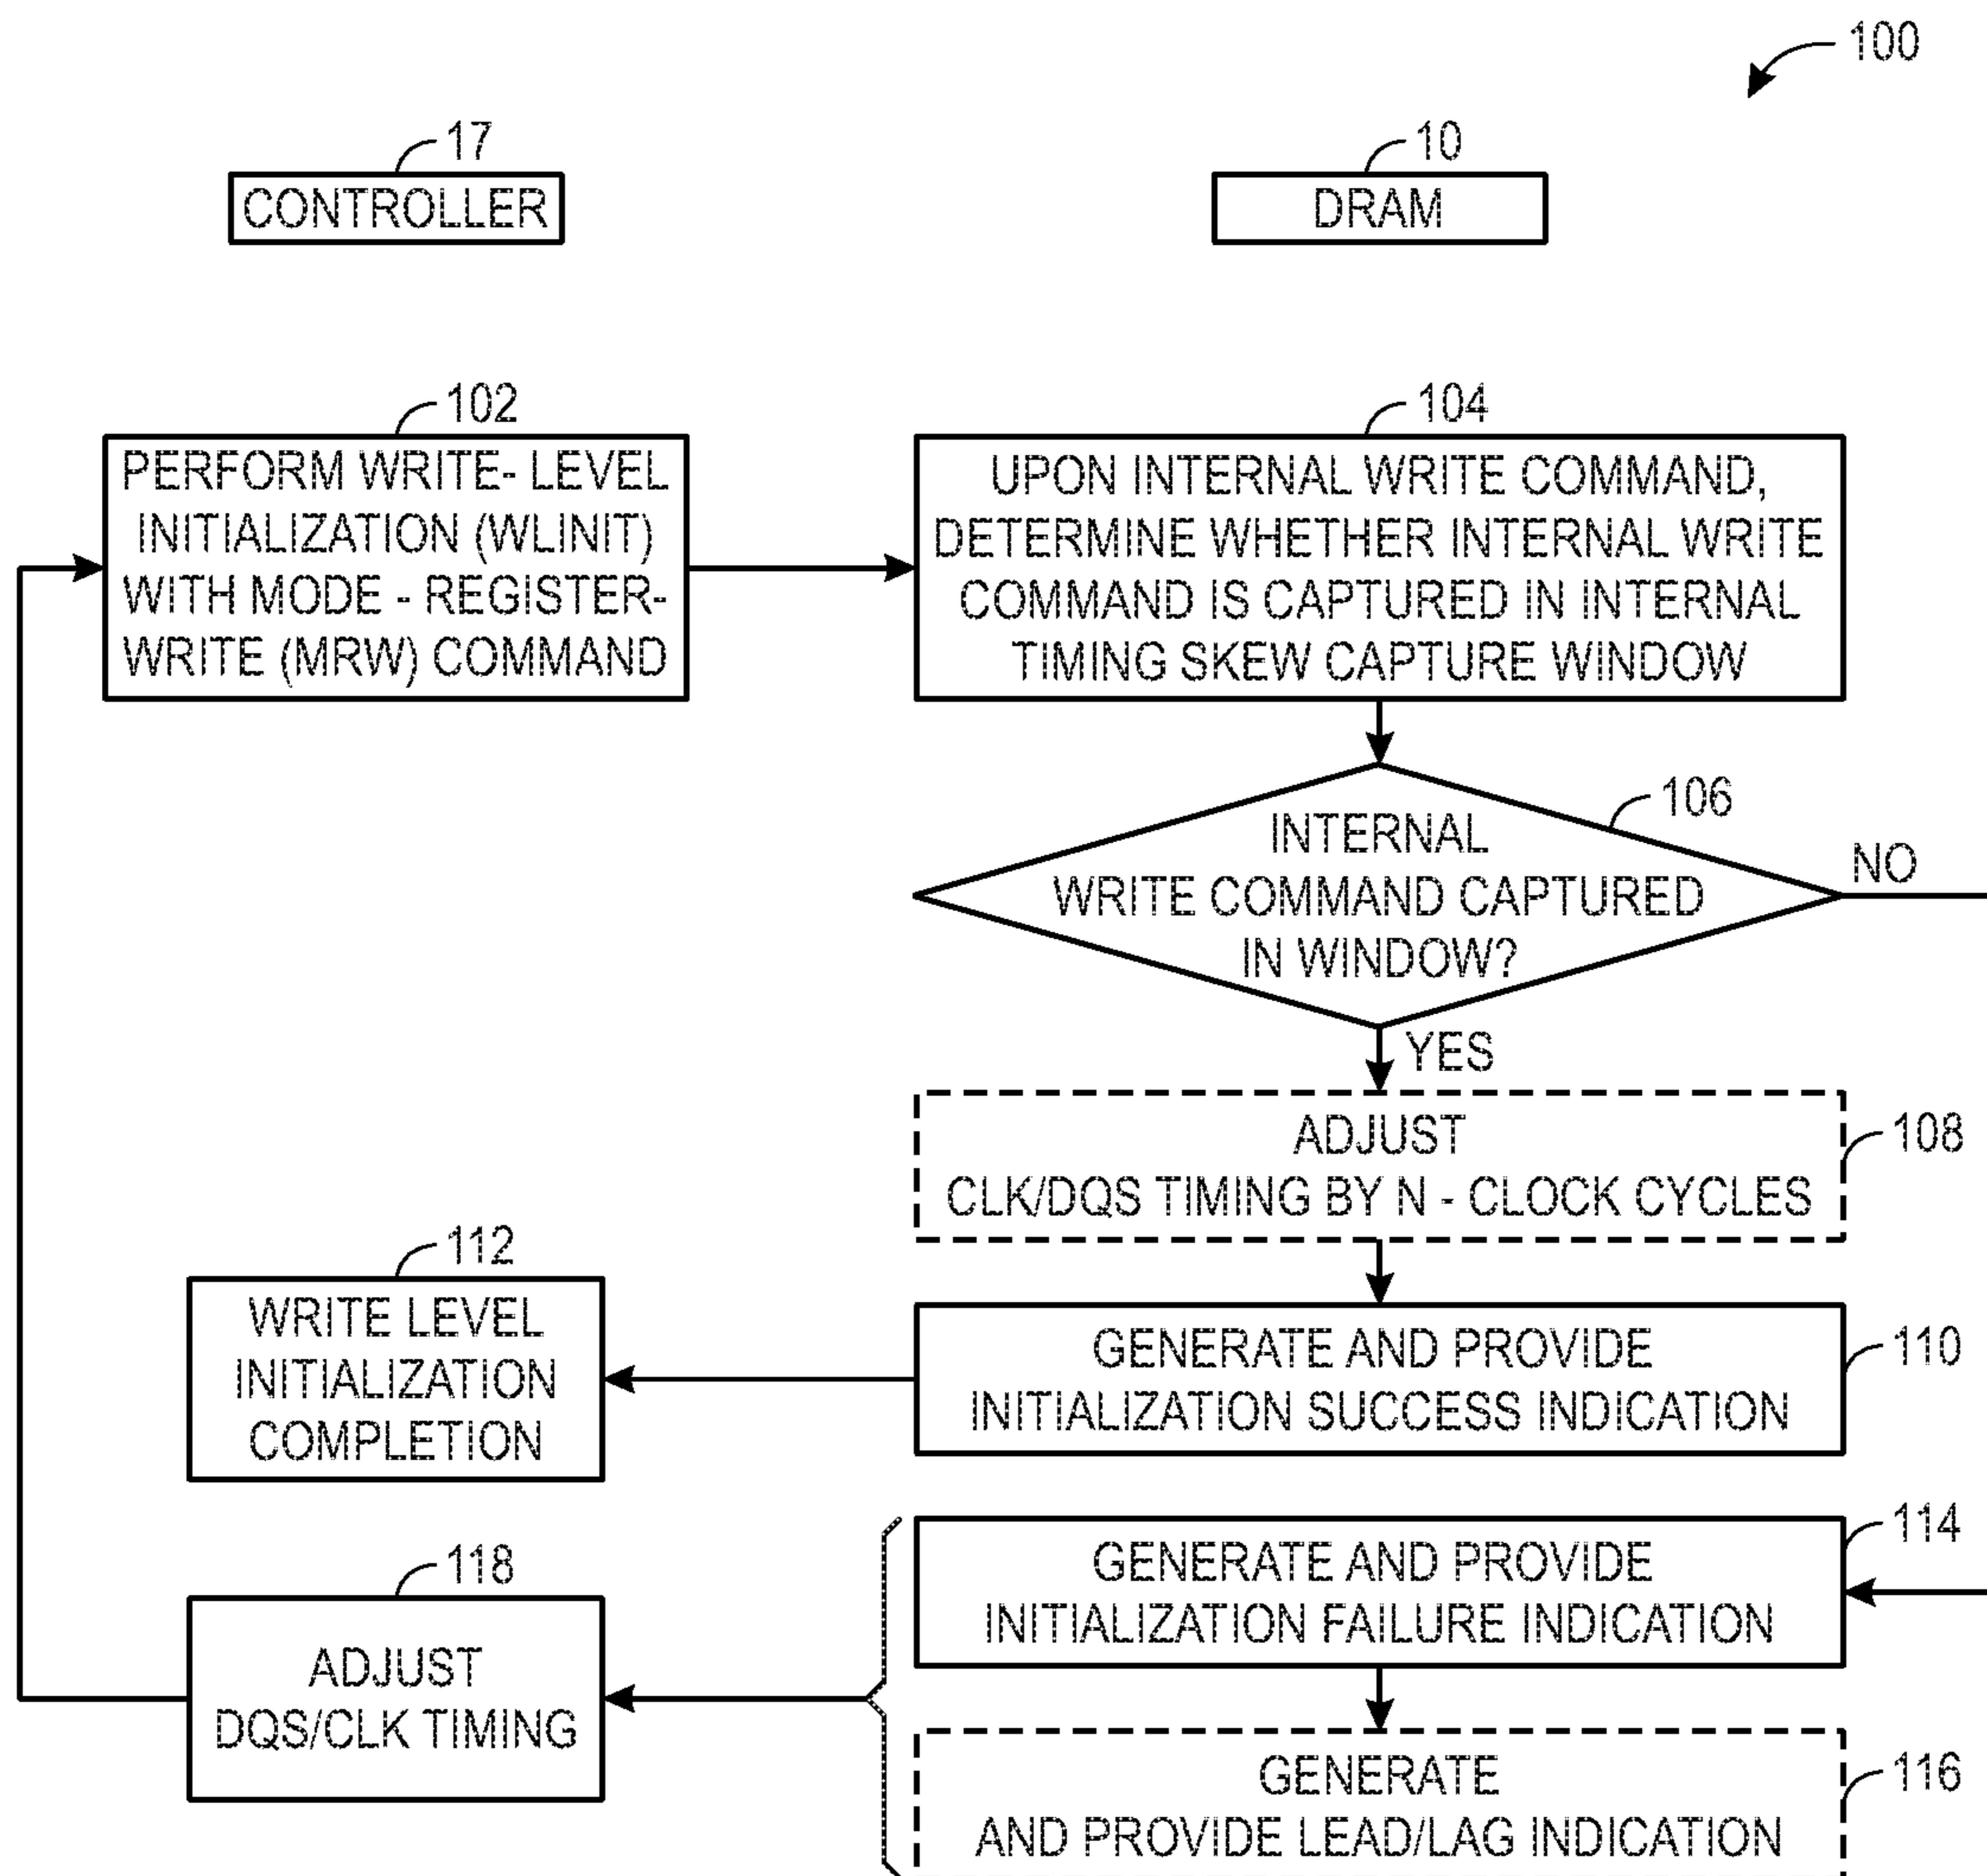 100
17
CONTROLLER
10
DRAM
102
PERFORM WRITE- LEVEL
INITIALIZATION (WLINIT)
WITH MODE - REGISTER-
WRITE (MRW) COMMAND
104
UPON INTERNAL WRITE COMMAND,
DETERMINE WHETHER INTERNAL WRITE
COMMAND IS CAPTURED IN INTERNAL
TIMING SKEW CAPTURE WINDOW
106
INTERNAL
WRITE COMMAND CAPTURED
IN WINDOW?
NO
YES
108
ADJUST
CLK/DQS TIMING BY N - CLOCK CYCLES
112
WRITE LEVEL
INITIALIZATION
COMPLETION
110
GENERATE AND PROVIDE
INITIALIZATION SUCCESS INDICATION
114
GENERATE AND PROVIDE
INITIALIZATION FAILURE INDICATION
118
ADJUST
DQS/CLK TIMING
116
GENERATE
AND PROVIDE LEAD/LAG INDICATION